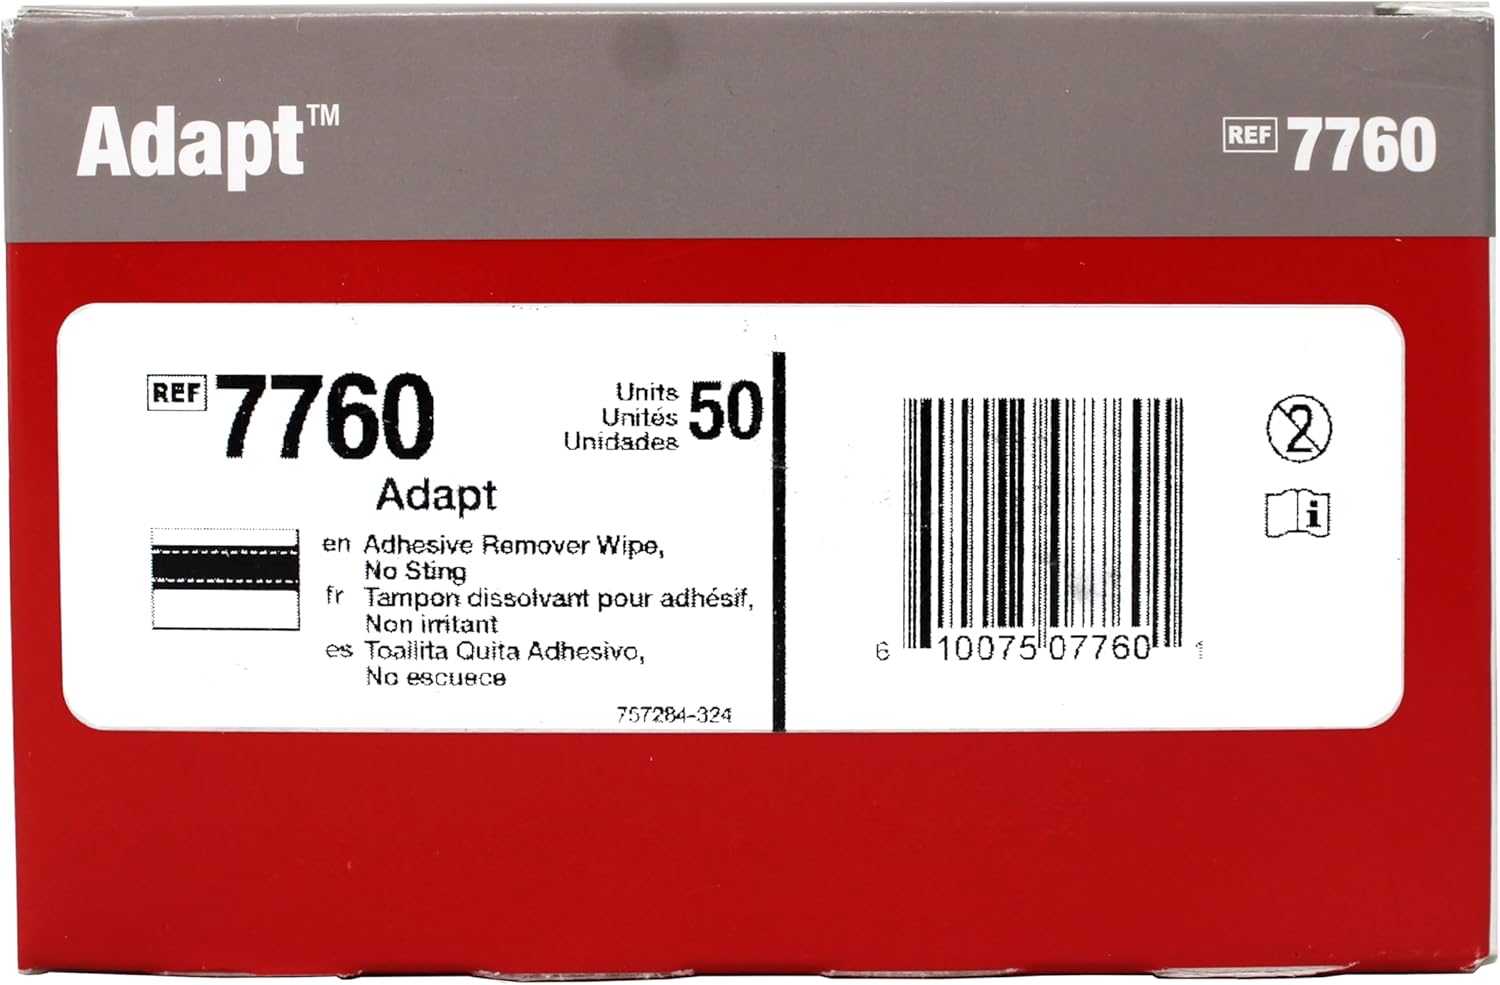 Adapt™
REF 7760
REF 7760
Units
Unités
Unidades
50
Adapt
en Adhesive Remover Wipe,
No Sting
fr Tampon dissolvant pour adhésif,
Non irritant
es Toallita Quita Adhesivo,
No escuece
757284-324
6 10075 07760 1
2
i